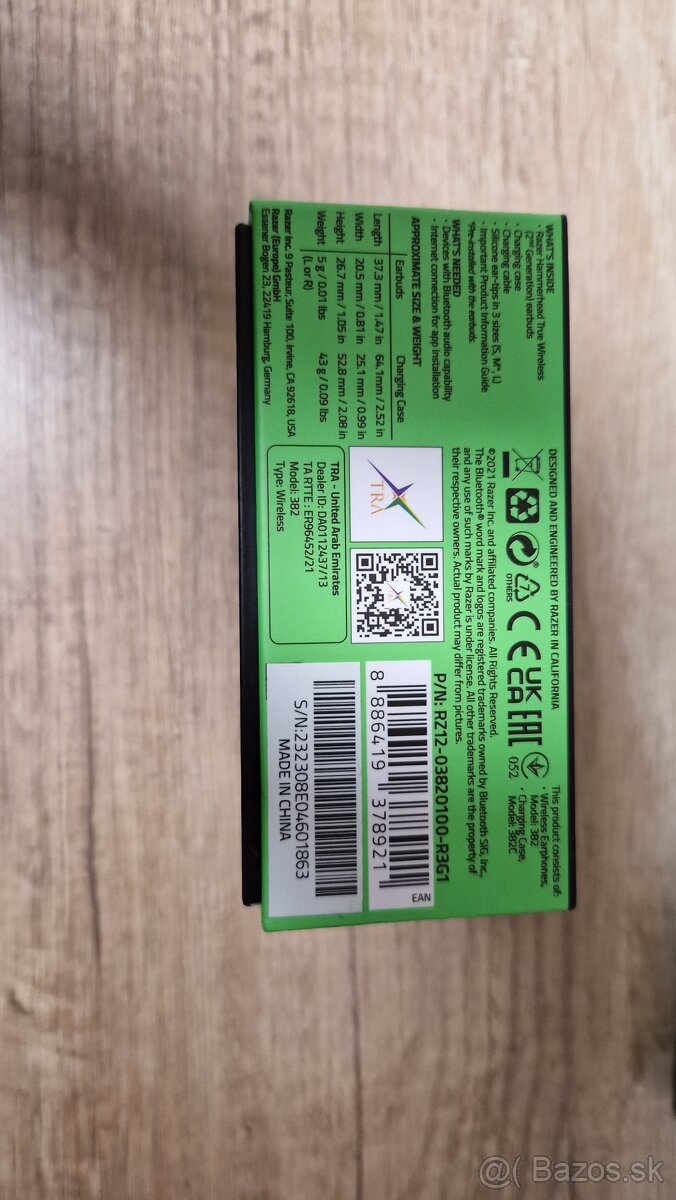 WHAT'S INSIDE
• Razer Hammerhead True Wireless
(2nd Generation) earbuds
• Charging case
• Charging cable
• Silicone ear-tips in 3 sizes (S, M*, L)
• Important Product Information Guide
*Pre-installed with the earbuds
WHAT'S NEEDED
• Devices with Bluetooth audio capability
• Internet connection for app installation
APPROXIMATE SIZE & WEIGHT
Earbuds Charging Case
Length 37.3 mm / 1.47 in 64.1mm / 2.52 in
Width 20.5 mm / 0.81 in 25.1 mm / 0.99 in
Height 26.7 mm / 1.05 in 52.8 mm / 2.08 in
Weight 5 g / 0.01 lbs 43 g / 0.09 lbs
(L or R)
Razer Inc. 9 Pasteur, Suite 100, Irvine, CA 92618, USA
Razer (Europe) GmbH
Essener Bogen 23, 22419 Hamburg, Germany
DESIGNED AND ENGINEERED BY RAZER IN CALIFORNIA
OTHERS
CE
UK
CA
EAC
052
This product consists of:
• Wireless Earphones,
Model: 382
• Charging Case,
Model: 382C
©2021 Razer Inc. and affiliated companies. All Rights Reserved.
The Bluetooth® word mark and logos are registered trademarks owned by Bluetooth SIG, Inc.,
and any use of such marks by Razer is under license. All other trademarks are the property of
their respective owners. Actual product may differ from pictures.
TRA
TRA - United Arab Emirates
Dealer ID: DA0112437/13
TA RTTE : ER96452/21
Model: 382
Type: Wireless
P/N: RZ12-03820100-R3G1
8 886419 378921
EAN
S/N:232308E04601863
MADE IN CHINA
@( Bazos.sk